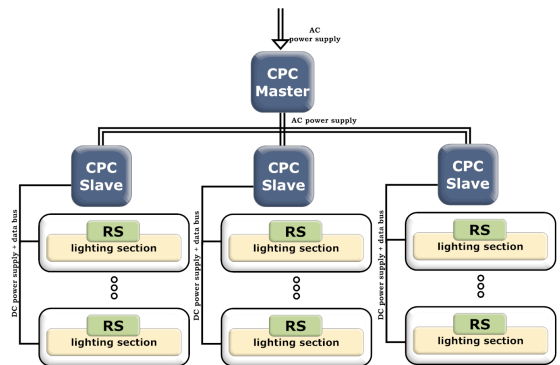 AC
power supply
CPC
Master
AC power supply
CPC
Slave
CPC
Slave
CPC
Slave
DC power supply + data bus
RS
lighting section
RS
lighting section
DC power supply + data bus
RS
lighting section
RS
lighting section
DC power supply + data bus
RS
lighting section
RS
lighting section